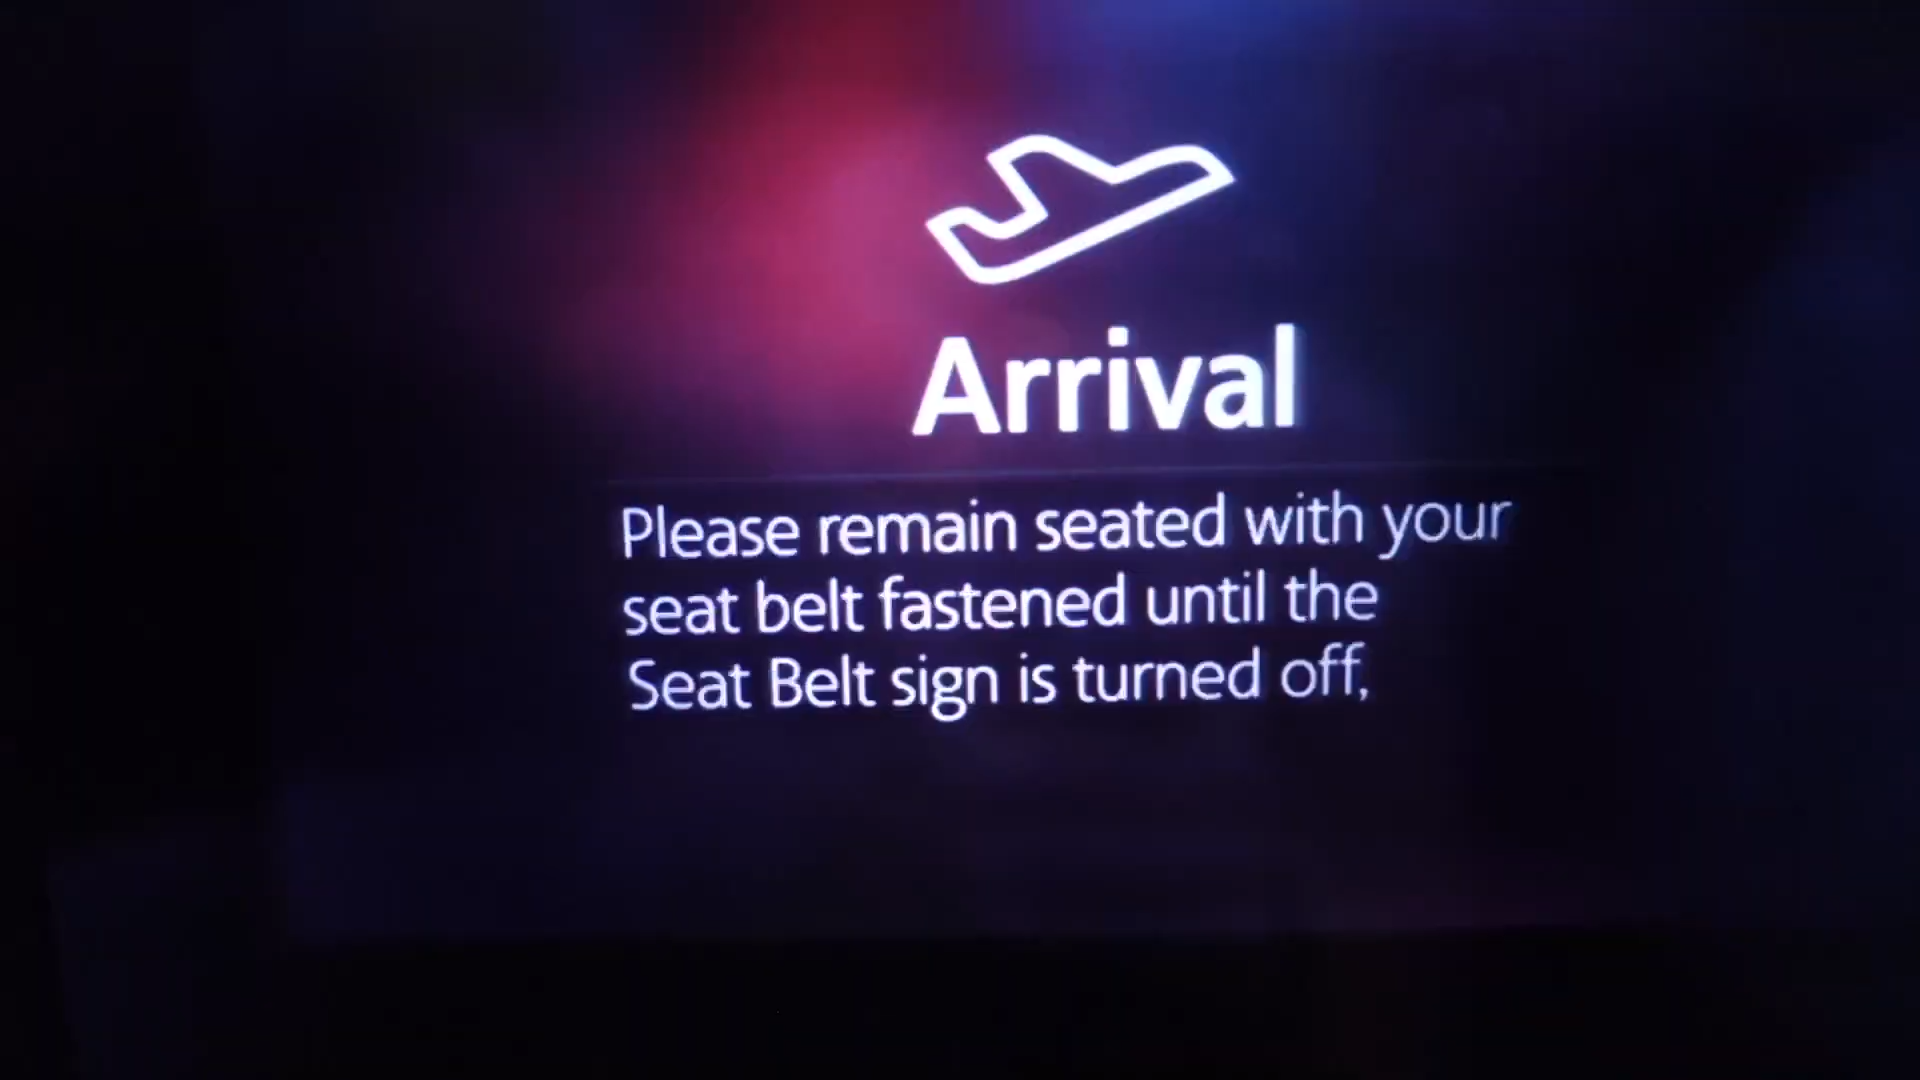 Arrival
Please remain seated with your
seat belt fastened until the
Seat Belt sign is turned off,